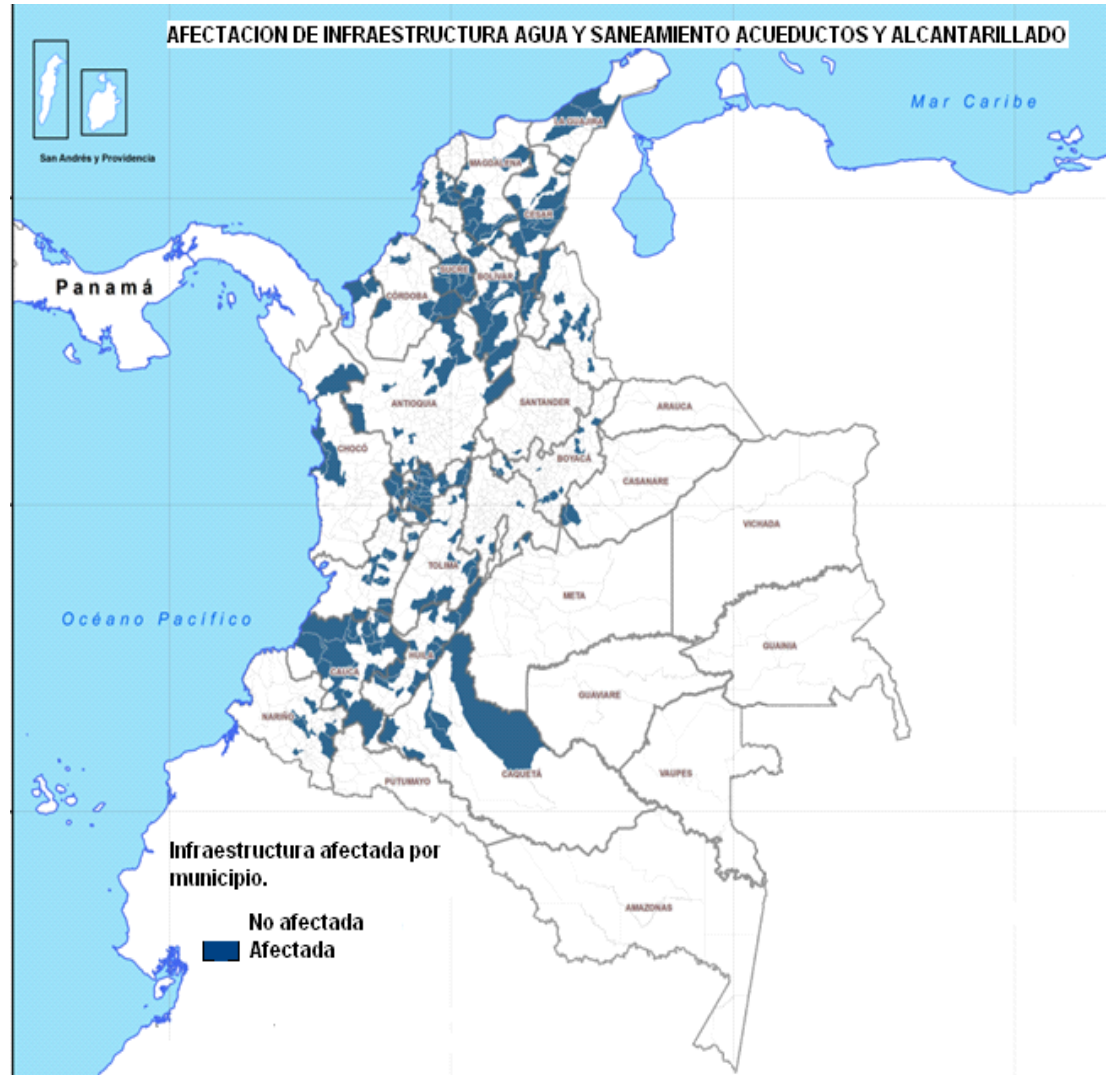 AFECTACION DE INFRAESTRUCTURA AGUA Y SANEAMIENTO ACUEDUCTOS Y ALCANTARILLADO
Mar Caribe
LA GUAJIRA
San Andrés y Providencia
MAGDALENA
CESAR
SUCRE
BOLÍVAR
Panamá
CÓRDOBA
ANTIOQUIA
SANTANDER
ARAUCA
CHOCÓ
BOYACÁ
CASANARE
VICHADA
TOLIMA
META
Océano Pacífico
GUAINIA
HUILA
CAUCA
GUAVIARE
NARIÑO
CAQUETÁ
VAUPES
PUTUMAYO
Infraestructura afectada por
municipio.
AMAZONAS
No afectada
Afectada